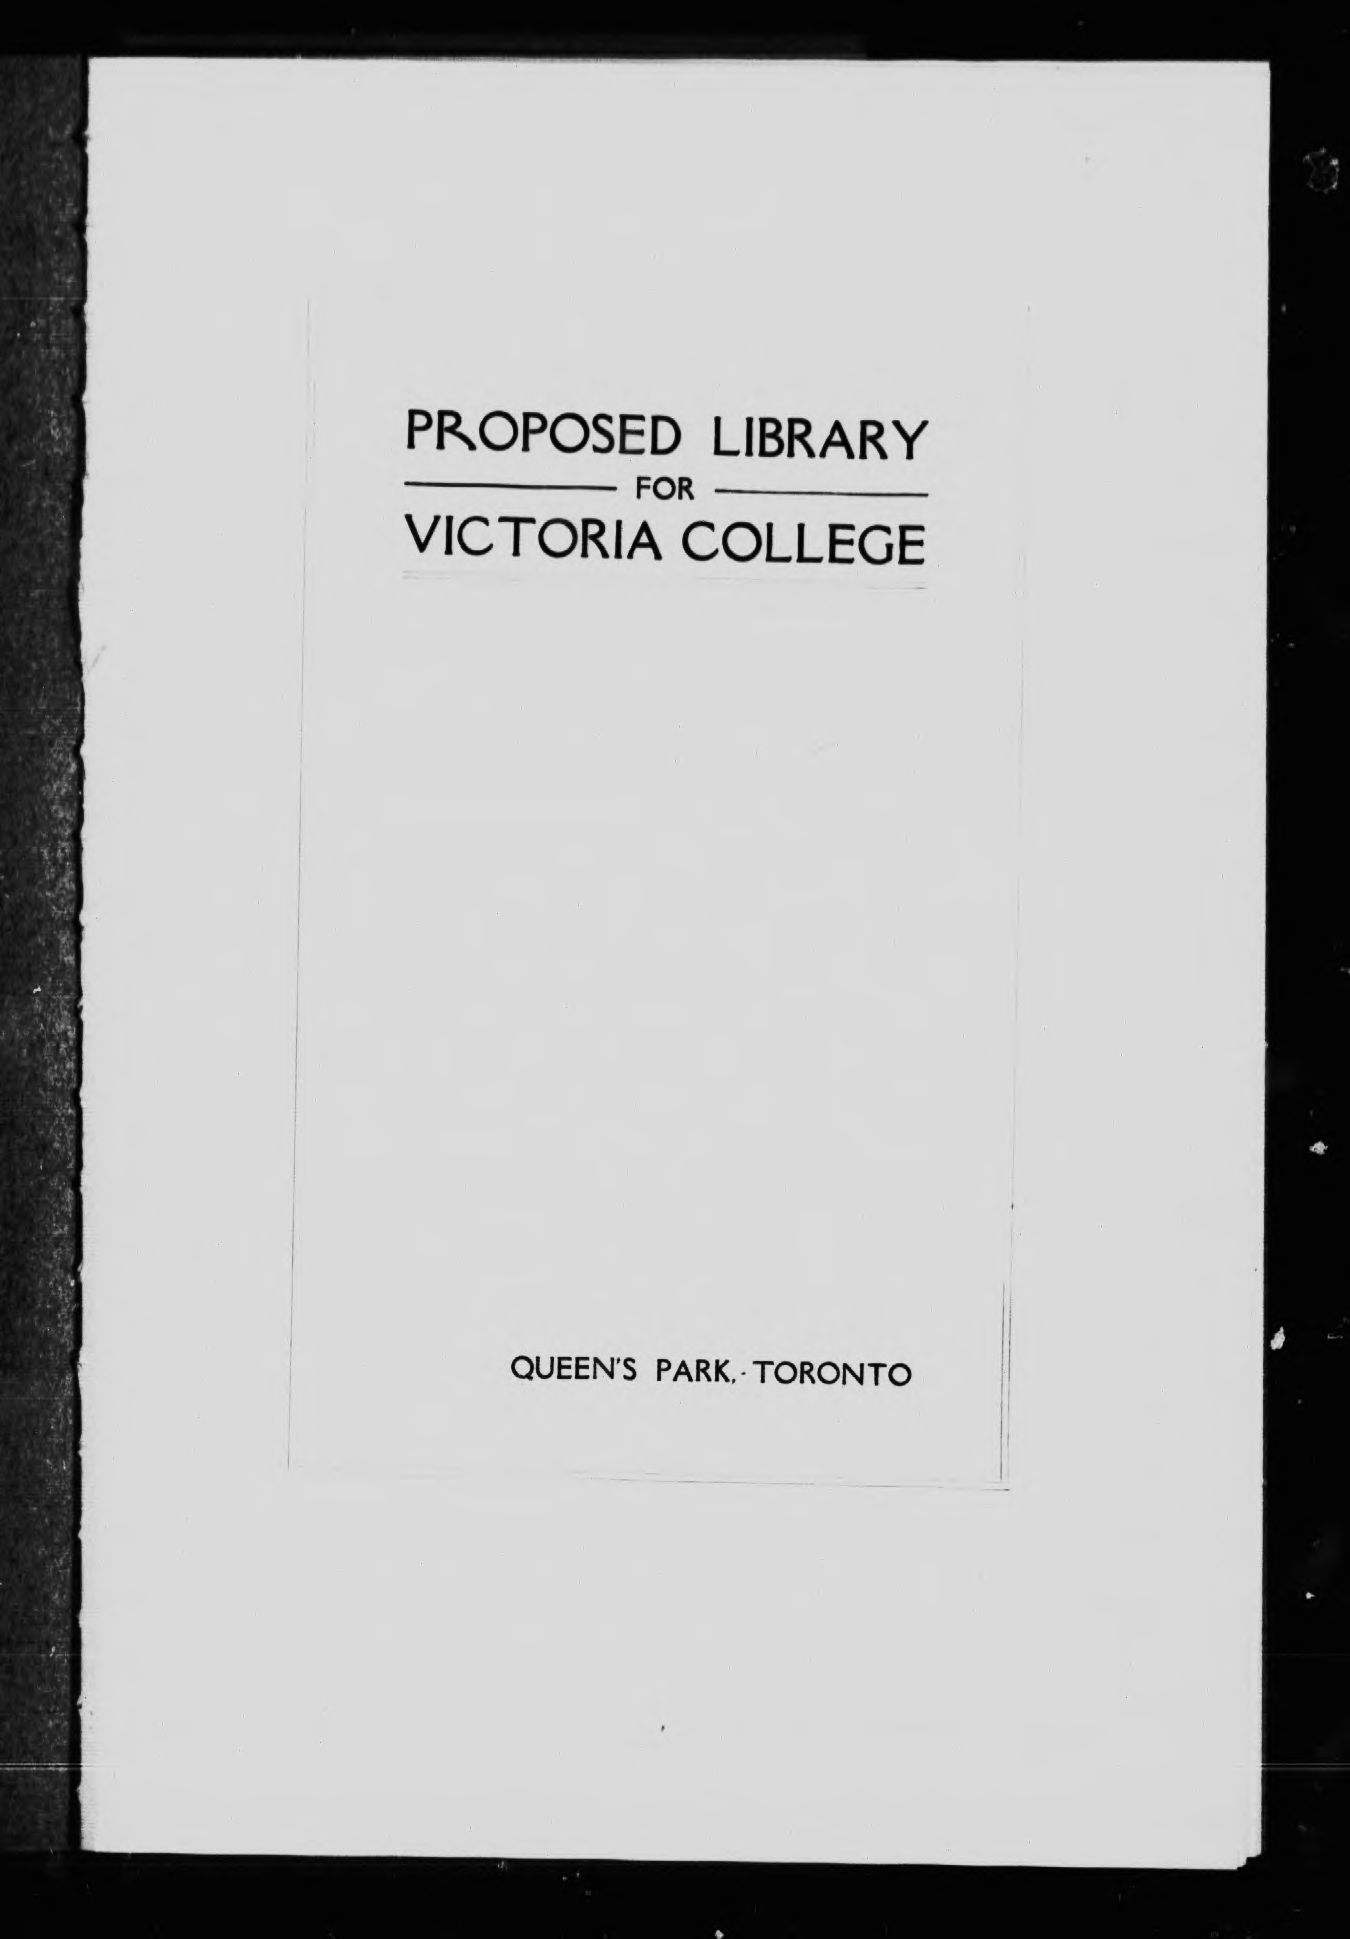 PROPOSED LIBRARY
FOR
VICTORIA COLLEGE
QUEEN'S PARK,-TORONTO